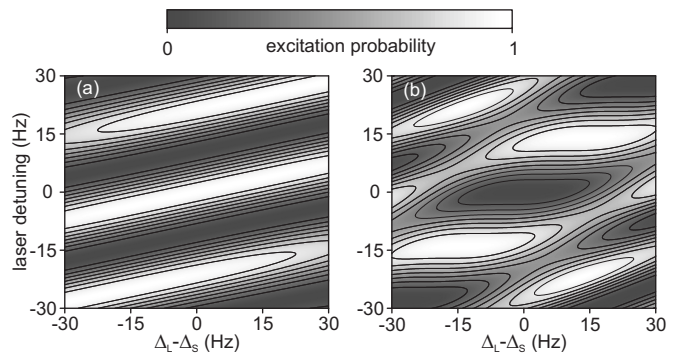 0 excitation probability 1
(a) (b)
30 30
15 15
0 0
-15 -15
-30 -30
laser detuning (Hz)
-30 -15 0 15 30 -30 -15 0 15 30
Δ_L-Δ_S (Hz) Δ_L-Δ_S (Hz)